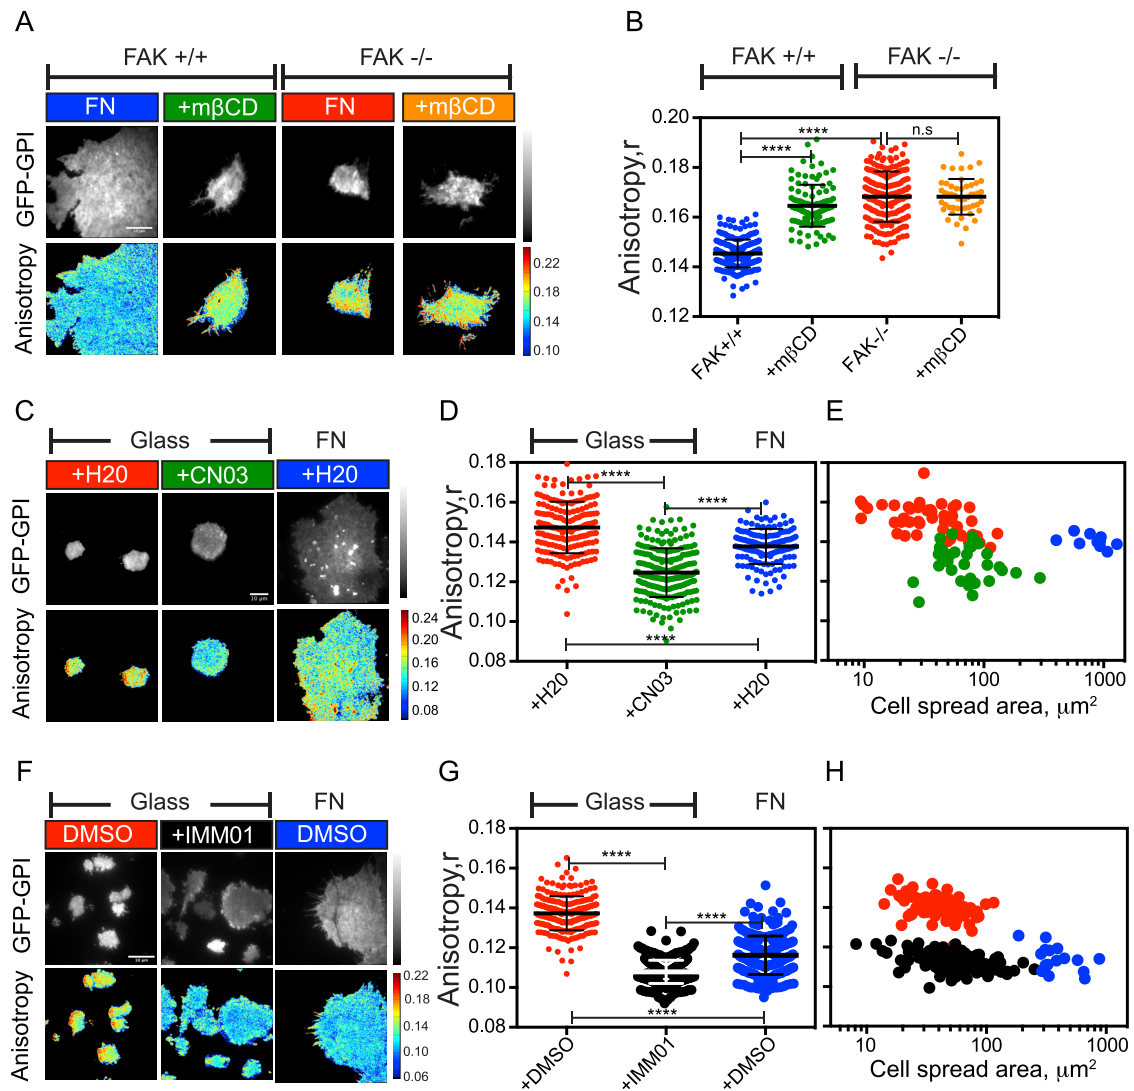 A
FAK +/+
FAK -/-
FN
+mβCD
FN
+mβCD
GFP-GPI
Anisotropy
10 μm
0.22
0.18
0.14
0.10
B
FAK +/+
FAK -/-
Anisotropy,r
0.20
0.18
0.16
0.14
0.12
****
****
n.s
FAK+/+
+mβCD
FAK-/-
+mβCD
C
Glass
FN
+H20
+CN03
+H20
GFP-GPI
Anisotropy
10 μm
0.24
0.20
0.16
0.12
0.08
D
Glass
FN
Anisotropy,r
0.18
0.16
0.14
0.12
0.10
0.08
****
****
****
+H20
+CN03
+H20
E
10
100
1000
Cell spread area, μm²
F
Glass
FN
DMSO
+IMM01
DMSO
GFP-GPI
Anisotropy
10 μm
0.22
0.18
0.14
0.10
0.06
G
Glass
FN
Anisotropy,r
0.18
0.16
0.14
0.12
0.10
0.08
****
****
****
+DMSO
+IMM01
+DMSO
H
10
100
1000
Cell spread area, μm²